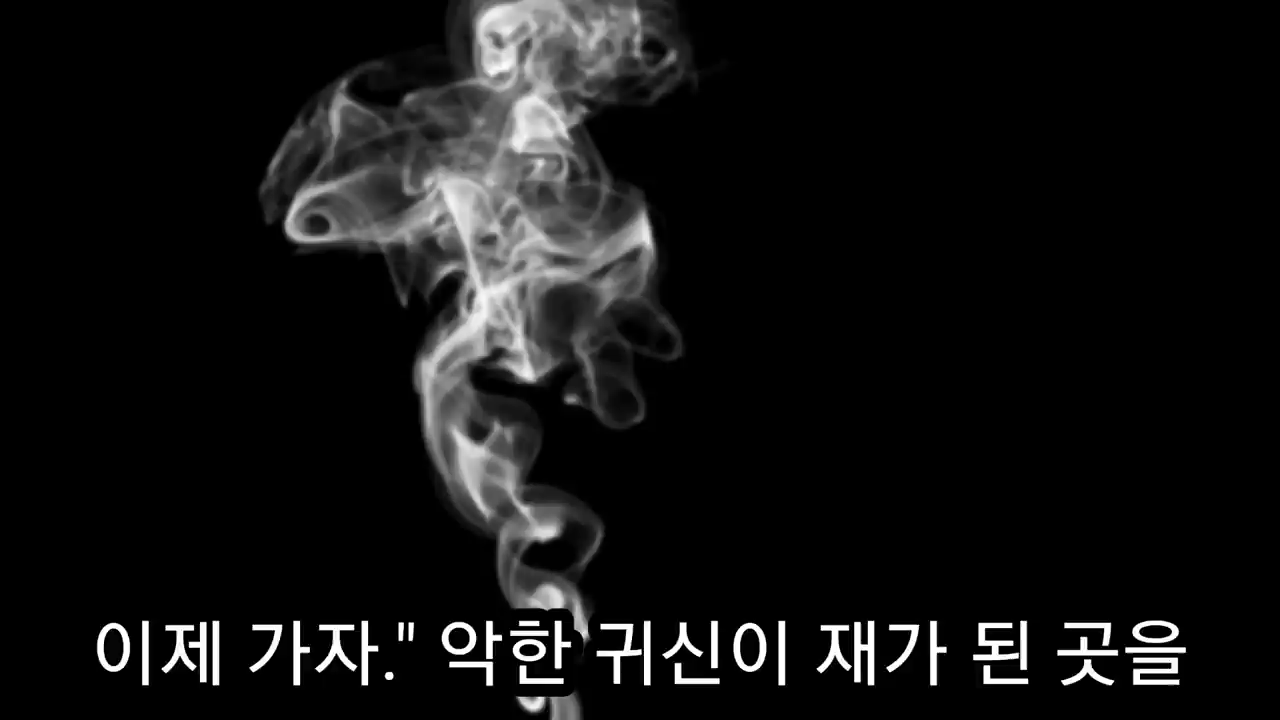 이제 가자." 악한 귀신이 재가 된 곳을